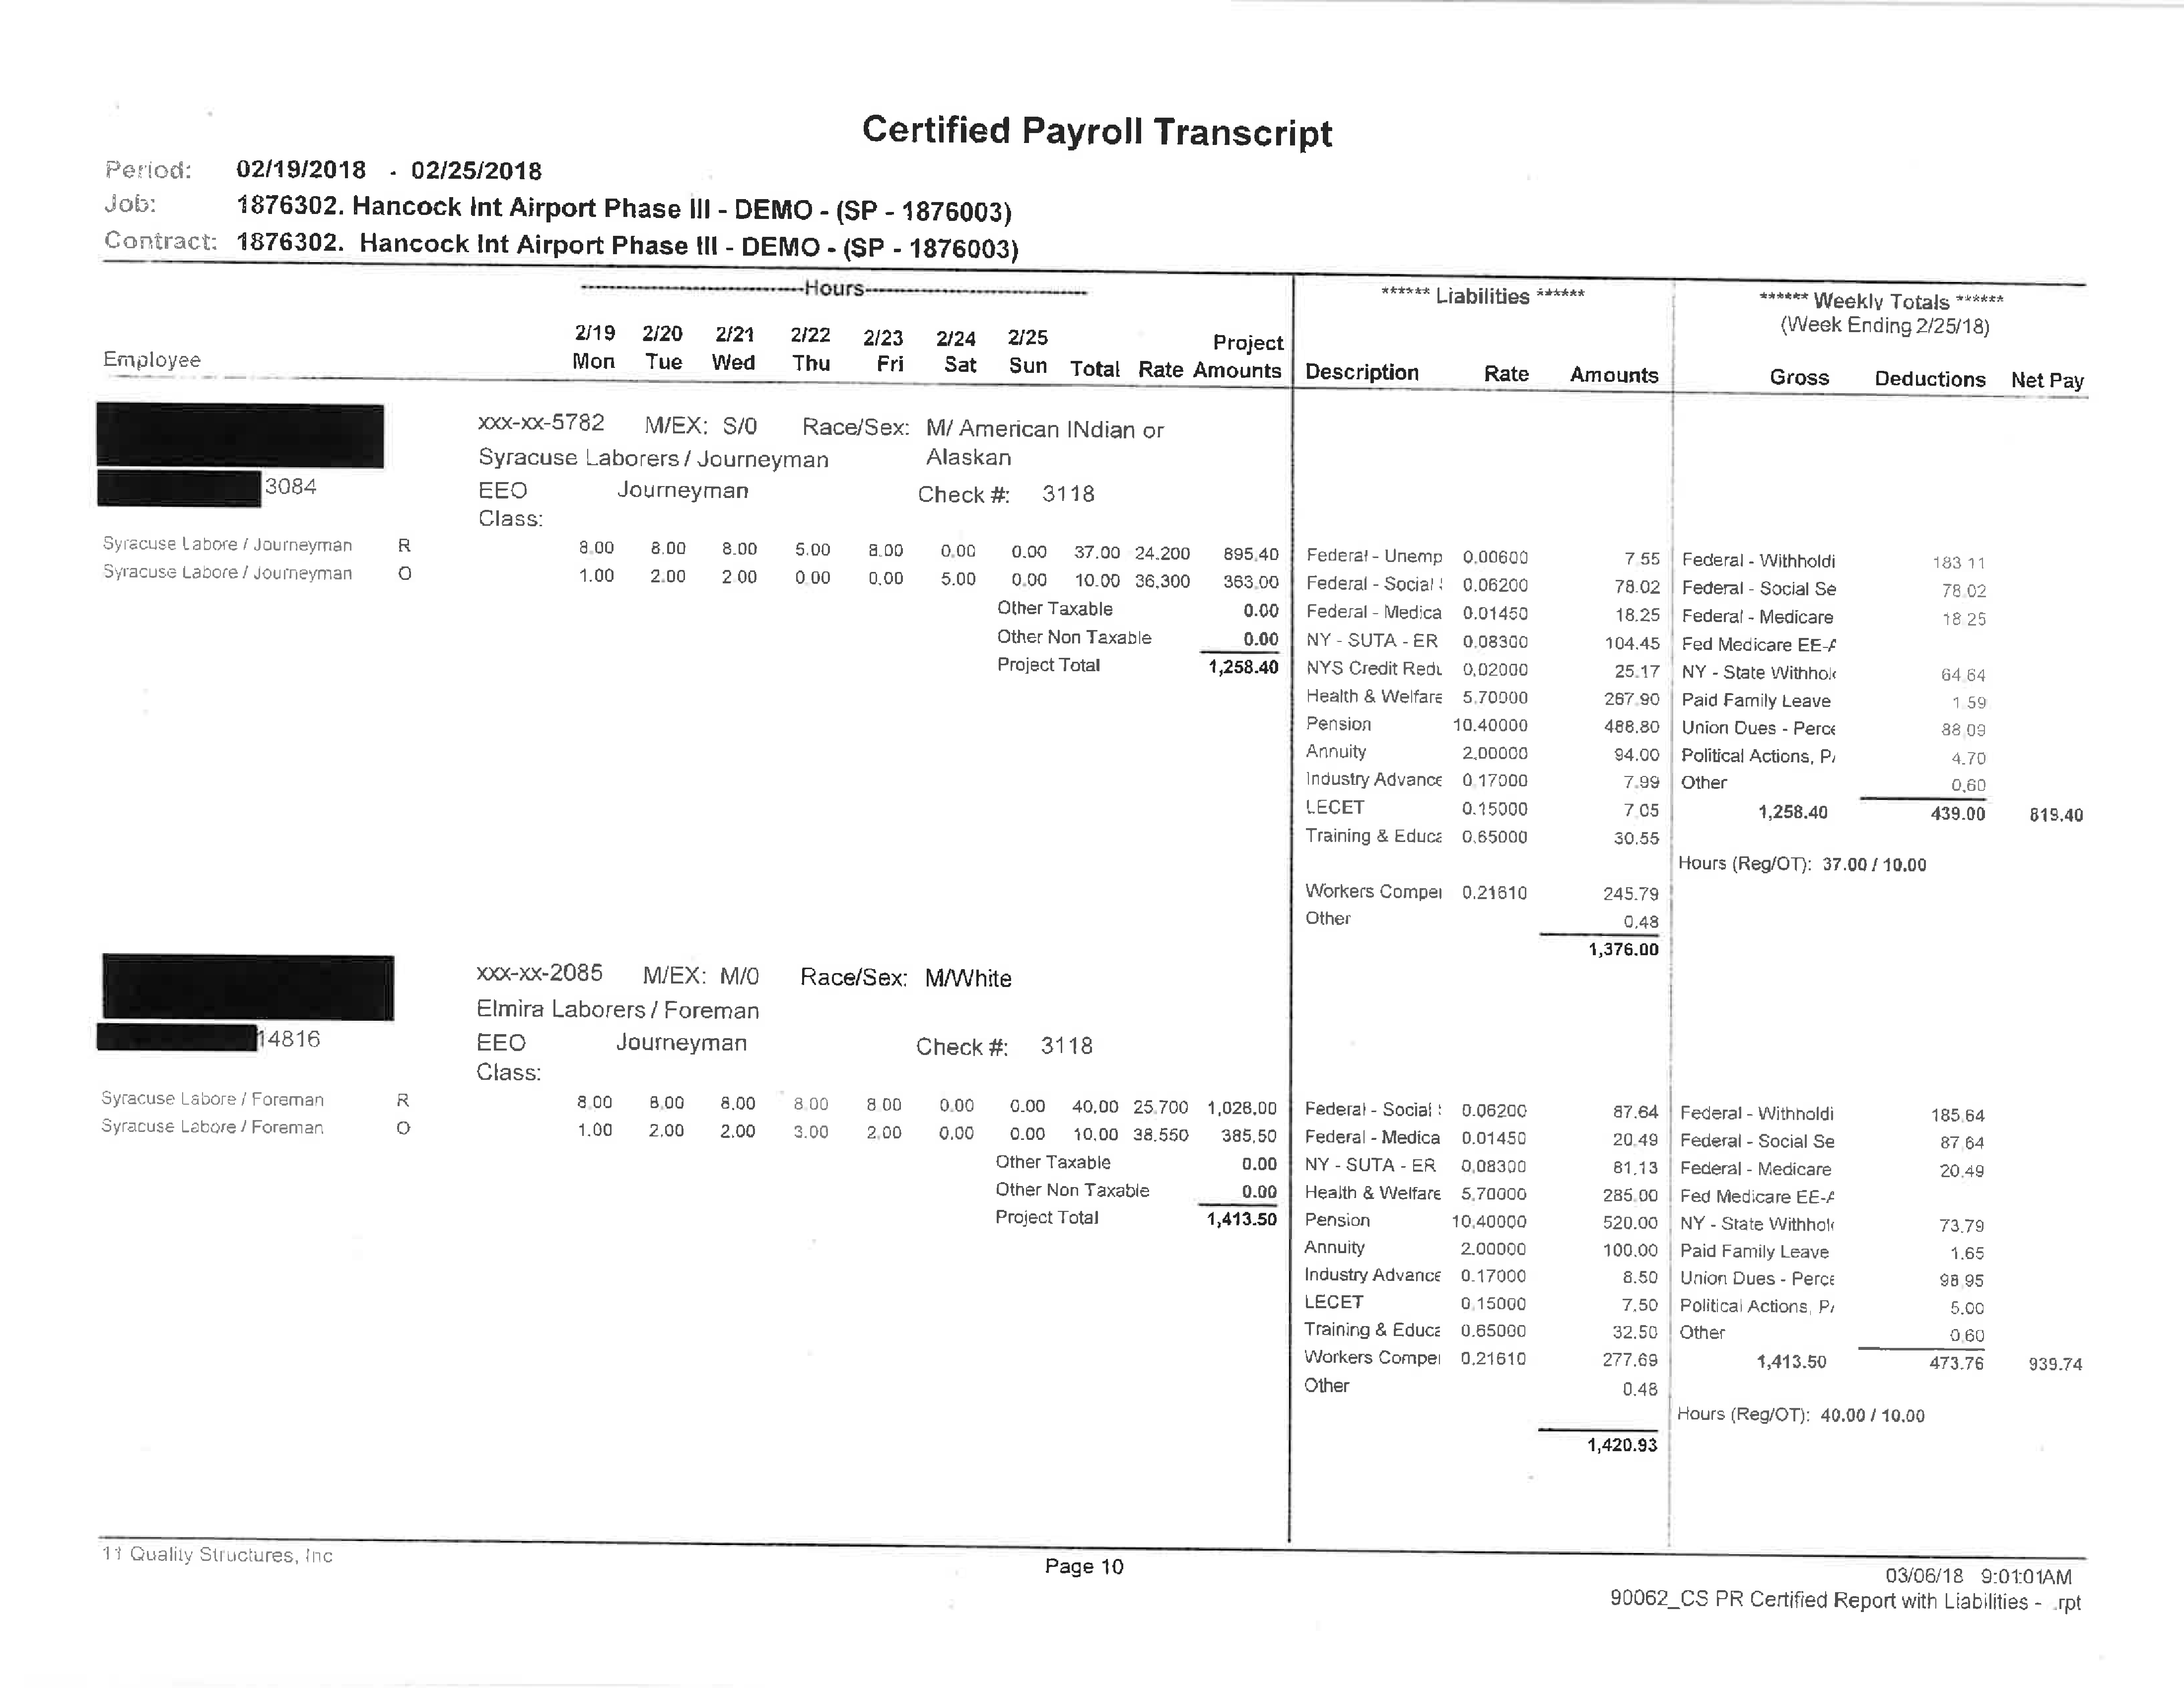 Certified Payroll Transcript
Period: 02/19/2018 - 02/25/2018
Job: 1876302. Hancock Int Airport Phase III - DEMO - (SP - 1876003)
Contract: 1876302. Hancock Int Airport Phase III - DEMO - (SP - 1876003)
Hours
****** Liabilities ******
****** Weekly Totals ******
(Week Ending 2/25/18)
2/19 2/20 2/21 2/22 2/23 2/24 2/25 Project
Employee Mon Tue Wed Thu Fri Sat Sun Total Rate Amounts Description Rate Amounts Gross Deductions Net Pay
xxx-xx-5782 M/EX: S/0 Race/Sex: M/ American INdian or
Syracuse Laborers / Journeyman Alaskan
3084 EEO Journeyman Check #: 3118
Class:
Syracuse Labore / Journeyman R 8.00 8.00 8.00 5.00 8.00 0.00 0.00 37.00 24.200 895.40 Federal - Unemp 0.00600 7.55 Federal - Withholdi 183.11
Syracuse Labore / Journeyman O 1.00 2.00 2.00 0.00 0.00 5.00 0.00 10.00 36.300 363.00 Federal - Social 0.06200 78.02 Federal - Social Se 78.02
Other Taxable 0.00 Federal - Medica 0.01450 18.25 Federal - Medicare 18.25
Other Non Taxable 0.00 NY - SUTA - ER 0.08300 104.45 Fed Medicare EE-A
Project Total 1,258.40 NYS Credit Redu 0.02000 25.17 NY - State Withhol 64.64
Health & Welfare 5.70000 267.90 Paid Family Leave 1.59
Pension 10.40000 488.80 Union Dues - Perce 88.09
Annuity 2.00000 94.00 Political Actions, P 4.70
Industry Advance 0.17000 7.99 Other 0.60
LECET 0.15000 7.05 1,258.40 439.00 819.40
Training & Educa 0.65000 30.55
Hours (Reg/OT): 37.00 / 10.00
Workers Compe 0.21610 245.79
Other 0.48
1,376.00
xxx-xx-2085 M/EX: M/0 Race/Sex: M/White
Elmira Laborers / Foreman
14816 EEO Journeyman Check #: 3118
Class:
Syracuse Labore / Foreman R 8.00 8.00 8.00 8.00 8.00 0.00 0.00 40.00 25.700 1,028.00 Federal - Social 0.06200 87.64 Federal - Withholdi 185.64
Syracuse Labore / Foreman O 1.00 2.00 2.00 3.00 2.00 0.00 0.00 10.00 38.550 385.50 Federal - Medica 0.01450 20.49 Federal - Social Se 87.64
Other Taxable 0.00 NY - SUTA - ER 0.08300 81.13 Federal - Medicare 20.49
Other Non Taxable 0.00 Health & Welfare 5.70000 285.00 Fed Medicare EE-A
Project Total 1,413.50 Pension 10.40000 520.00 NY - State Withhol 73.79
Annuity 2.00000 100.00 Paid Family Leave 1.65
Industry Advance 0.17000 8.50 Union Dues - Perce 98.95
LECET 0.15000 7.50 Political Actions, P 5.00
Training & Educa 0.65000 32.50 Other 0.60
Workers Compe 0.21610 277.69 1,413.50 473.76 939.74
Other 0.48
Hours (Reg/OT): 40.00 / 10.00
1,420.93
11 Quality Structures, Inc
Page 10
03/06/18 9:01:01AM
90062_CS PR Certified Report with Liabilities - .rpt